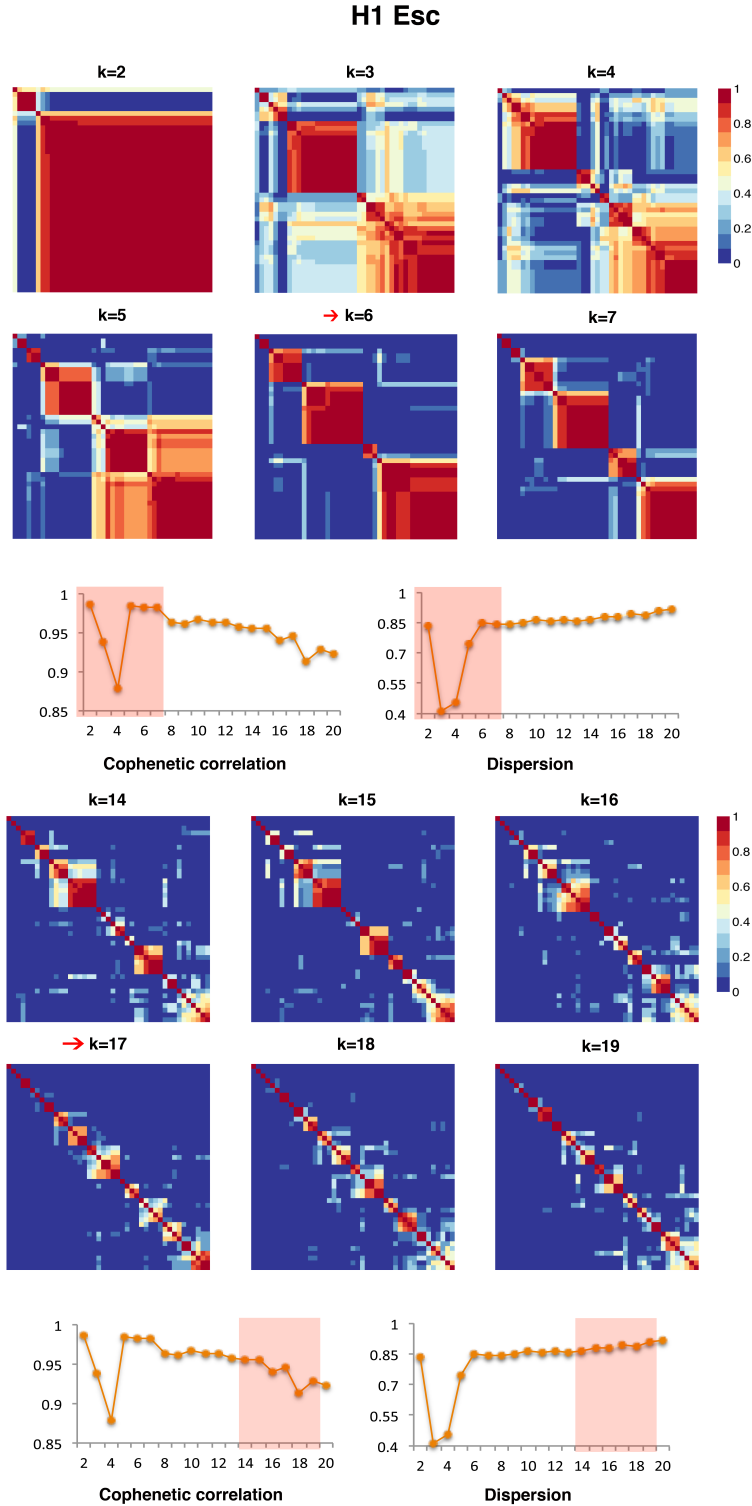 H1 Esc
k=2 k=3 k=4
1
0.8
0.6
0.4
0.2
0
k=5 → k=6 k=7
1
0.95
0.9
0.85
2 4 6 8 10 12 14 16 18 20
Cophenetic correlation
1
0.85
0.7
0.55
0.4
2 4 6 8 10 12 14 16 18 20
Dispersion
k=14 k=15 k=16
1
0.8
0.6
0.4
0.2
0
→ k=17 k=18 k=19
1
0.95
0.9
0.85
2 4 6 8 10 12 14 16 18 20
Cophenetic correlation
1
0.85
0.7
0.55
0.4
2 4 6 8 10 12 14 16 18 20
Dispersion